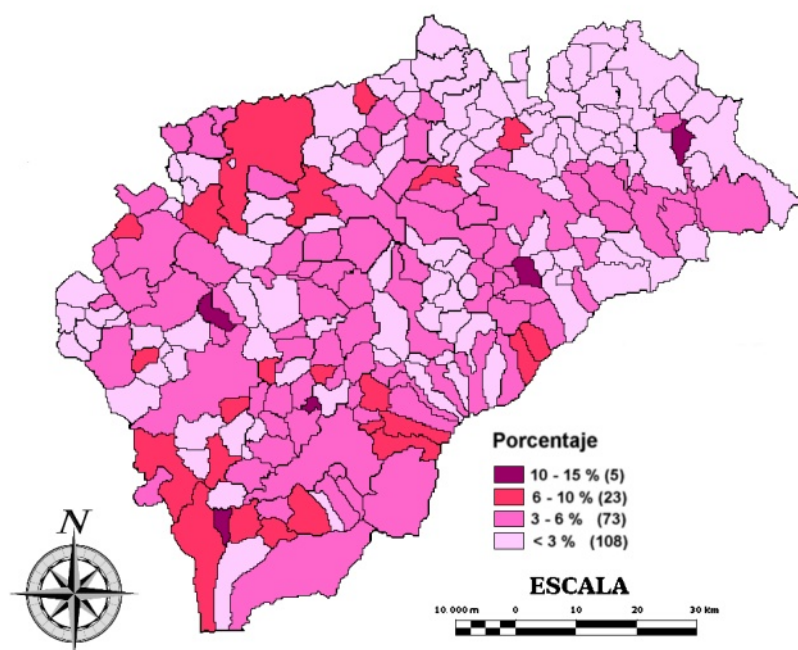 Porcentaje
10 - 15 % (5)
6 - 10 % (23)
3 - 6 % (73)
< 3 % (108)
N
ESCALA
10 000 m 0 10 20 30 km